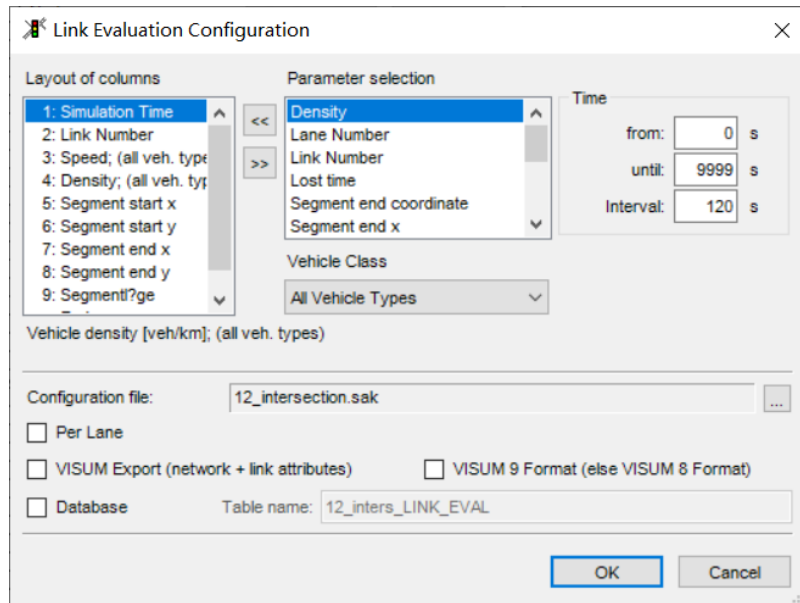 Link Evaluation Configuration
Layout of columns
1: Simulation Time
2: Link Number
3: Speed; (all veh. type
4: Density; (all veh. typ
5: Segment start x
6: Segment start y
7: Segment end x
8: Segment end y
9: Segmentl?ge
<<
>>
Parameter selection
Density
Lane Number
Link Number
Lost time
Segment end coordinate
Segment end x
Vehicle Class
All Vehicle Types
Time
from: 0 s
until: 9999 s
Interval: 120 s
Vehicle density [veh/km]; (all veh. types)
Configuration file: 12_intersection.sak ...
Per Lane
VISUM Export (network + link attributes) VISUM 9 Format (else VISUM 8 Format)
Database Table name: 12_inters_LINK_EVAL
OK Cancel